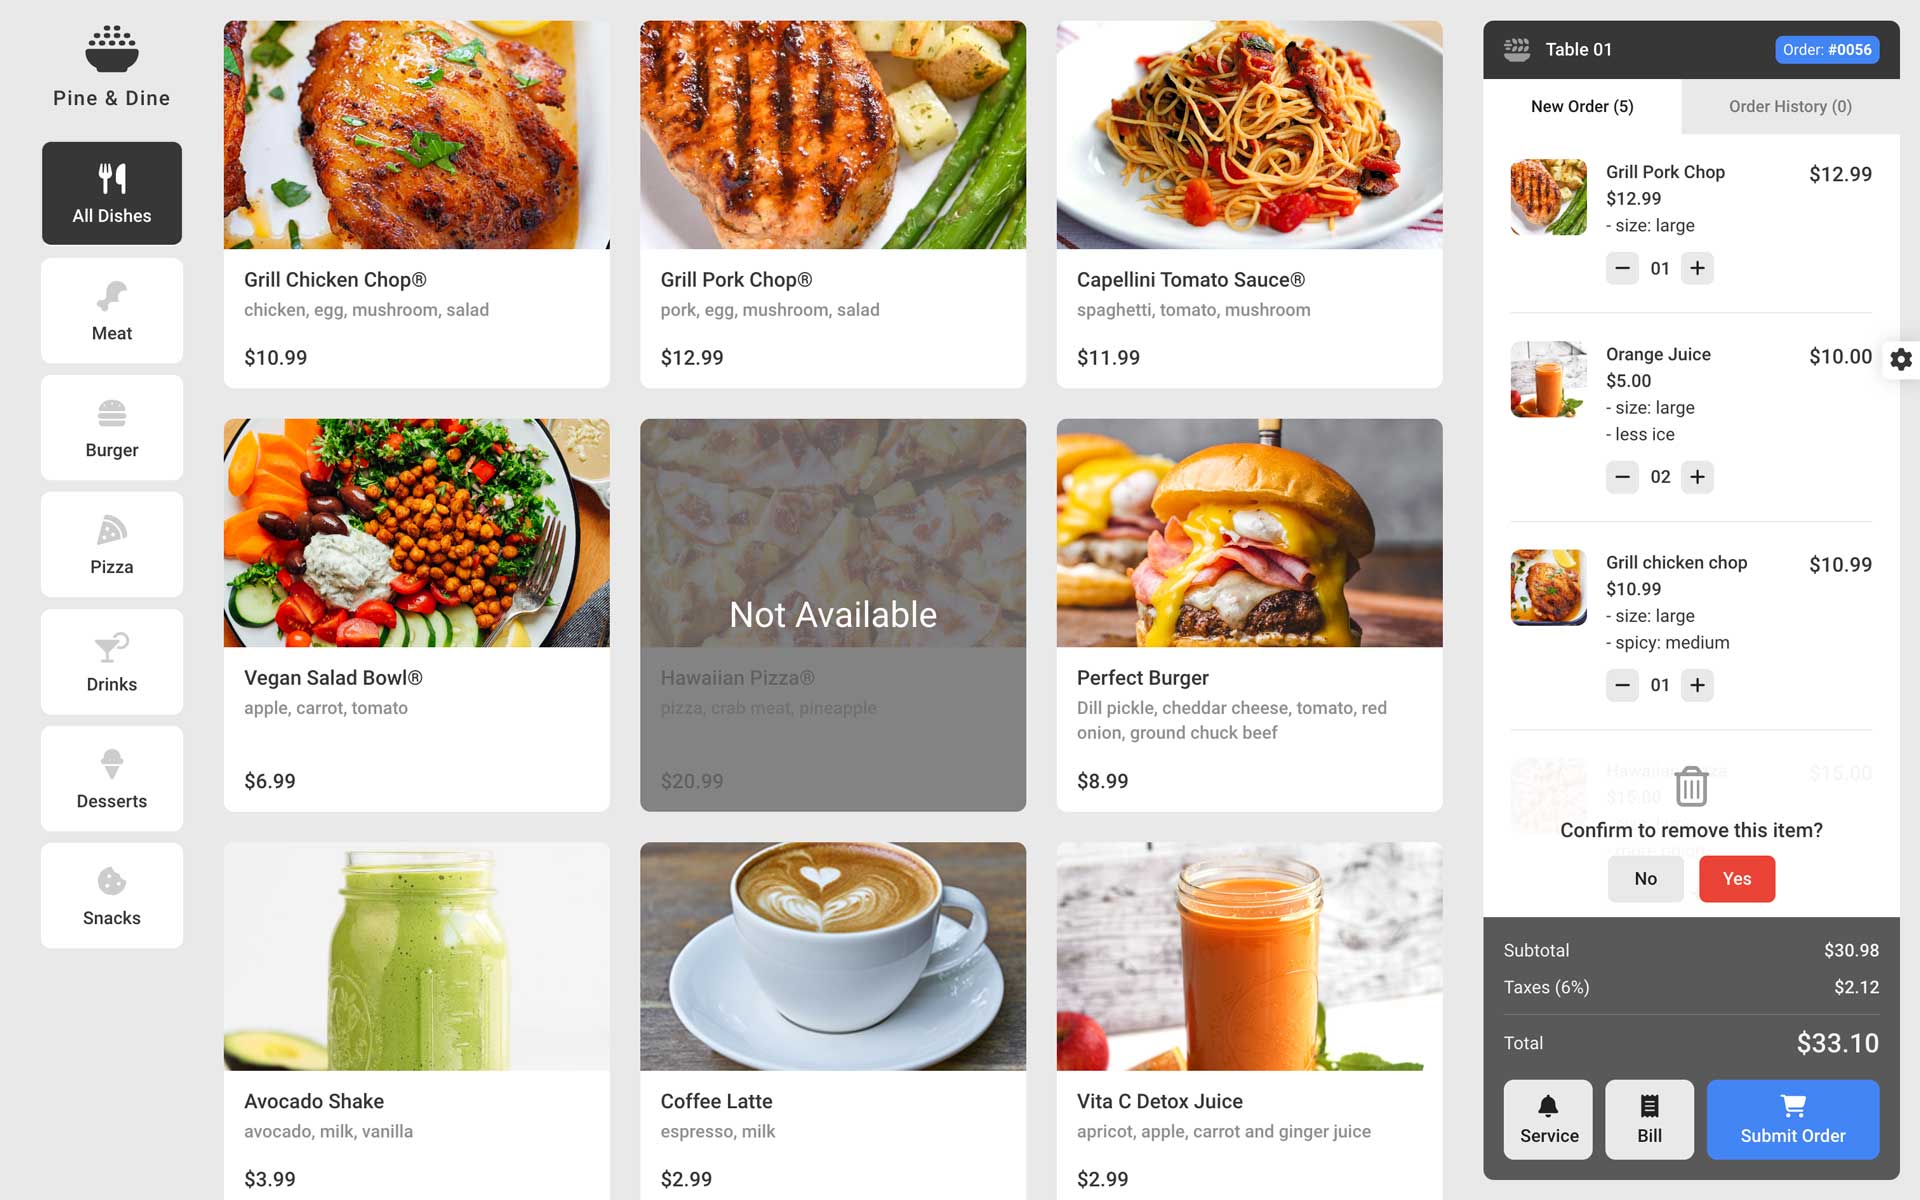 Pine & Dine
All Dishes
Meat
Burger
Pizza
Drinks
Desserts
Snacks
Grill Chicken Chop®
chicken, egg, mushroom, salad
$10.99
Grill Pork Chop®
pork, egg, mushroom, salad
$12.99
Capellini Tomato Sauce®
spaghetti, tomato, mushroom
$11.99
Vegan Salad Bowl®
apple, carrot, tomato
$6.99
Not Available
Hawaiian Pizza®
pizza, crab meat, pineapple
$20.99
Perfect Burger
Dill pickle, cheddar cheese, tomato, red
onion, ground chuck beef
$8.99
Avocado Shake
avocado, milk, vanilla
$3.99
Coffee Latte
espresso, milk
$2.99
Vita C Detox Juice
apricot, apple, carrot and ginger juice
$2.99
Table 01
Order: #0056
New Order (5)
Order History (0)
Grill Pork Chop
$12.99
$12.99
- size: large
01
Orange Juice
$10.00
$5.00
- size: large
- less ice
02
Grill chicken chop
$10.99
$10.99
- size: large
- spicy: medium
01
$15.00
$15.00
Confirm to remove this item?
No
Yes
Subtotal
$30.98
Taxes (6%)
$2.12
Total
$33.10
Service
Bill
Submit Order